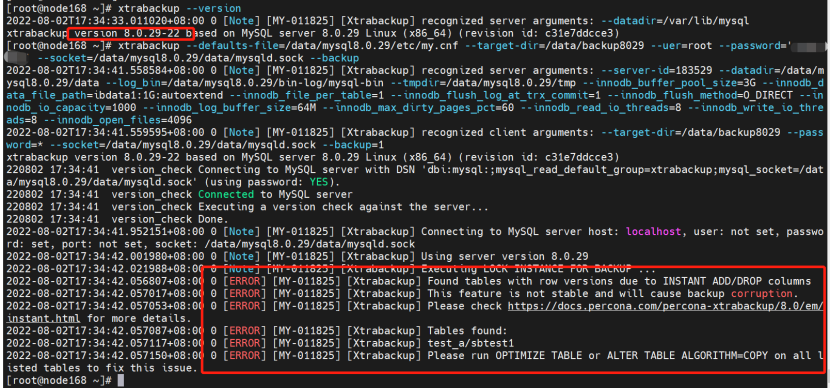 [root@node168 ~]# xtrabackup --version
2022-08-02T17:34:33.011020+08:00 0 [Note] [MY-011825] [Xtrabackup] recognized server arguments: --datadir=/var/lib/mysql
xtrabackup version 8.0.29-22 based on MySQL server 8.0.29 Linux (x86_64) (revision id: c31e7ddcce3)
[root@node168 ~]# xtrabackup --defaults-file=/data/mysql8.0.29/etc/my.cnf --target-dir=/data/backup8029 --uer=root --password='
--socket=/data/mysql8.0.29/data/mysqld.sock --backup
2022-08-02T17:34:41.558584+08:00 0 [Note] [MY-011825] [Xtrabackup] recognized server arguments: --server-id=183529 --datadir=/data/m
ysql8.0.29/data --log_bin=/data/mysql8.0.29/bin-log/mysql-bin --tmpdir=/data/mysql8.0.29/tmp --innodb_buffer_pool_size=3G --innodb_d
ata_file_path=ibdata1:1G:autoextend --innodb_file_per_table=1 --innodb_flush_log_at_trx_commit=1 --innodb_flush_method=O_DIRECT --in
nodb_io_capacity=1000 --innodb_log_buffer_size=64M --innodb_max_dirty_pages_pct=60 --innodb_read_io_threads=8 --innodb_write_io_thre
ads=8 --innodb_open_files=4096
2022-08-02T17:34:41.559595+08:00 0 [Note] [MY-011825] [Xtrabackup] recognized client arguments: --target-dir=/data/backup8029 --pass
word=* --socket=/data/mysql8.0.29/data/mysqld.sock --backup=1
xtrabackup version 8.0.29-22 based on MySQL server 8.0.29 Linux (x86_64) (revision id: c31e7ddcce3)
220802 17:34:41  version_check Connecting to MySQL server with DSN 'dbi:mysql:;mysql_read_default_group=xtrabackup;mysql_socket=/dat
a/mysql8.0.29/data/mysqld.sock' (using password: YES).
220802 17:34:41  version_check Connected to MySQL server
220802 17:34:41  version_check Executing a version check against the server...
220802 17:34:41  version_check Done.
2022-08-02T17:34:41.952151+08:00 0 [Note] [MY-011825] [Xtrabackup] Connecting to MySQL server host: localhost, user: not set, passwo
rd: set, port: not set, socket: /data/mysql8.0.29/data/mysqld.sock
2022-08-02T17:34:42.001980+08:00 0 [Note] [MY-011825] [Xtrabackup] Using server version 8.0.29
2022-08-02T17:34:42.021988+08:00 0 [Note] [MY-011825] [Xtrabackup] Executing LOCK INSTANCE FOR BACKUP ...
2022-08-02T17:34:42.056807+08:00 0 [ERROR] [MY-011825] [Xtrabackup] Found tables with row versions due to INSTANT ADD/DROP columns
2022-08-02T17:34:42.057017+08:00 0 [ERROR] [MY-011825] [Xtrabackup] This feature is not stable and will cause backup corruption.
2022-08-02T17:34:42.057053+08:00 0 [ERROR] [MY-011825] [Xtrabackup] Please check https://docs.percona.com/percona-xtrabackup/8.0/em/
instant.html for more details.
2022-08-02T17:34:42.057087+08:00 0 [ERROR] [MY-011825] [Xtrabackup] Tables found:
2022-08-02T17:34:42.057117+08:00 0 [ERROR] [MY-011825] [Xtrabackup] test_a/sbtest1
2022-08-02T17:34:42.057150+08:00 0 [ERROR] [MY-011825] [Xtrabackup] Please run OPTIMIZE TABLE or ALTER TABLE ALGORITHM=COPY on all l
isted tables to fix this issue.
[root@node168 ~]#